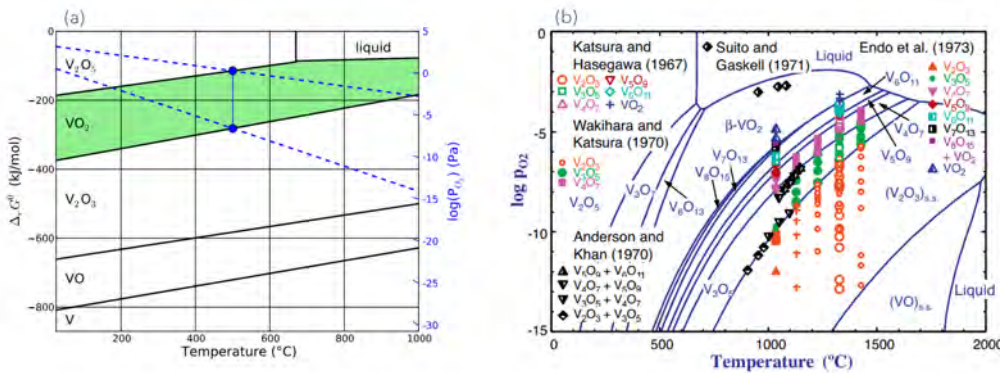 (a)
0
−200
−400
−600
−800
Δ, G⁰ (kJ/mol)
V₂O₅
VO₂
V₂O₃
VO
V
liquid
5
0
−5
−10
−15
−20
−25
−30
log(P_O₂) (Pa)
200
400
600
800
1000
Temperature (°C)
(b)
0
-5
-10
-15
log pO₂
Katsura and
Hasegawa (1967)
V₂O₃
V₅O₉
V₃O₅
V₆O₁₁
V₄O₇
VO₂
Suito and
Gaskell (1971)
Liquid
Endo et al. (1973)
V₂O₃
V₃O₅
V₄O₇
V₅O₉
V₆O₁₁
V₇O₁₃
V₈O₁₅
+ VO₂
VO₂
Wakihara and
Katsura (1970)
V₂O₃
V₃O₅
V₄O₇
V₂O₅
V₆O₁₃
β-VO₂
V₇O₁₃
V₈O₁₅
V₆O₁₁
V₄O₇
V₅O₉
(V₂O₃)s.s.
Anderson and
Khan (1970)
V₅O₉ + V₆O₁₁
V₄O₇ + V₅O₉
V₃O₅ + V₄O₇
V₂O₃ + V₃O₅
(VO)s.s.
Liquid
0
500
1000
1500
2000
Temperature (°C)